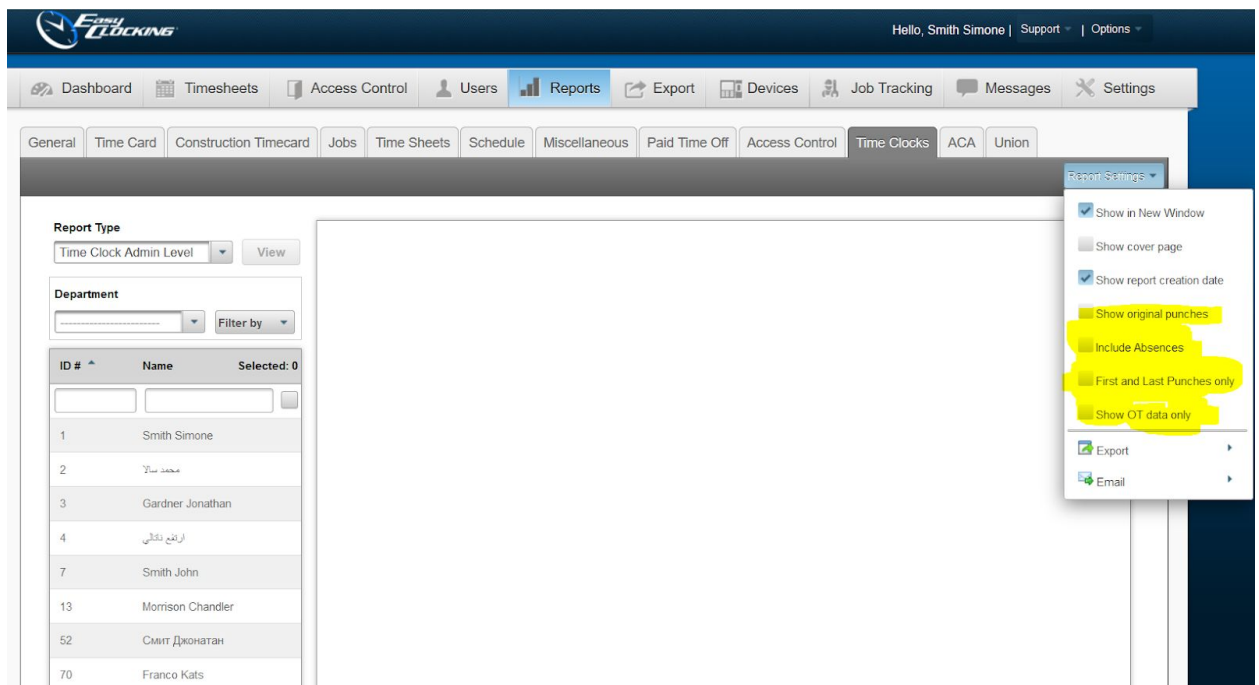 Easy Clocking
Hello, Smith Simone | Support | Options
Dashboard Timesheets Access Control Users Reports Export Devices Job Tracking Messages Settings
General Time Card Construction Timecard Jobs Time Sheets Schedule Miscellaneous Paid Time Off Access Control Time Clocks ACA Union
Report Settings
Show in New Window
Show cover page
Show report creation date
Show original punches
Include Absences
First and Last Punches only
Show OT data only
Export
Email
Report Type
Time Clock Admin Level View
Department
------------------------- Filter by
ID # Name Selected: 0
1 Smith Simone
2 محمد سالا
3 Gardner Jonathan
4 ارتفع
7 Smith John
13 Morrison Chandler
52 Смит Джонатан
70 Franco Kats